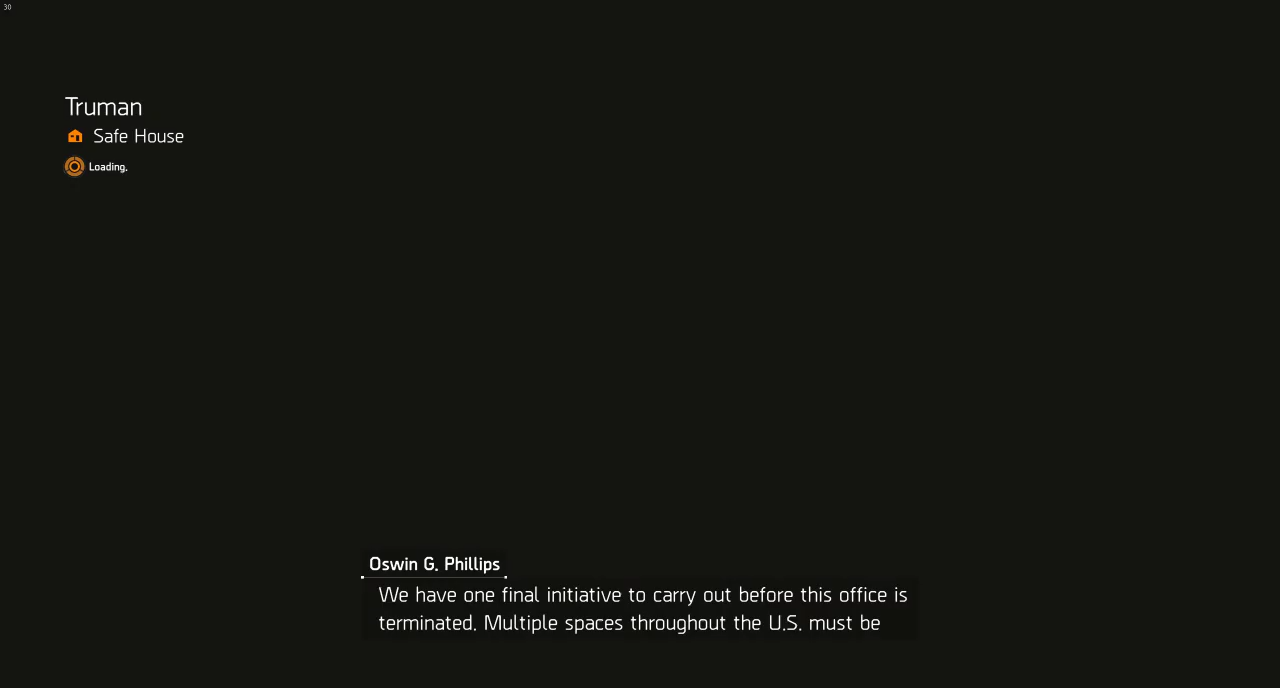 30
Truman
Safe House
Loading.
Oswin G. Phillips
We have one final initiative to carry out before this office is
terminated. Multiple spaces throughout the U.S. must be